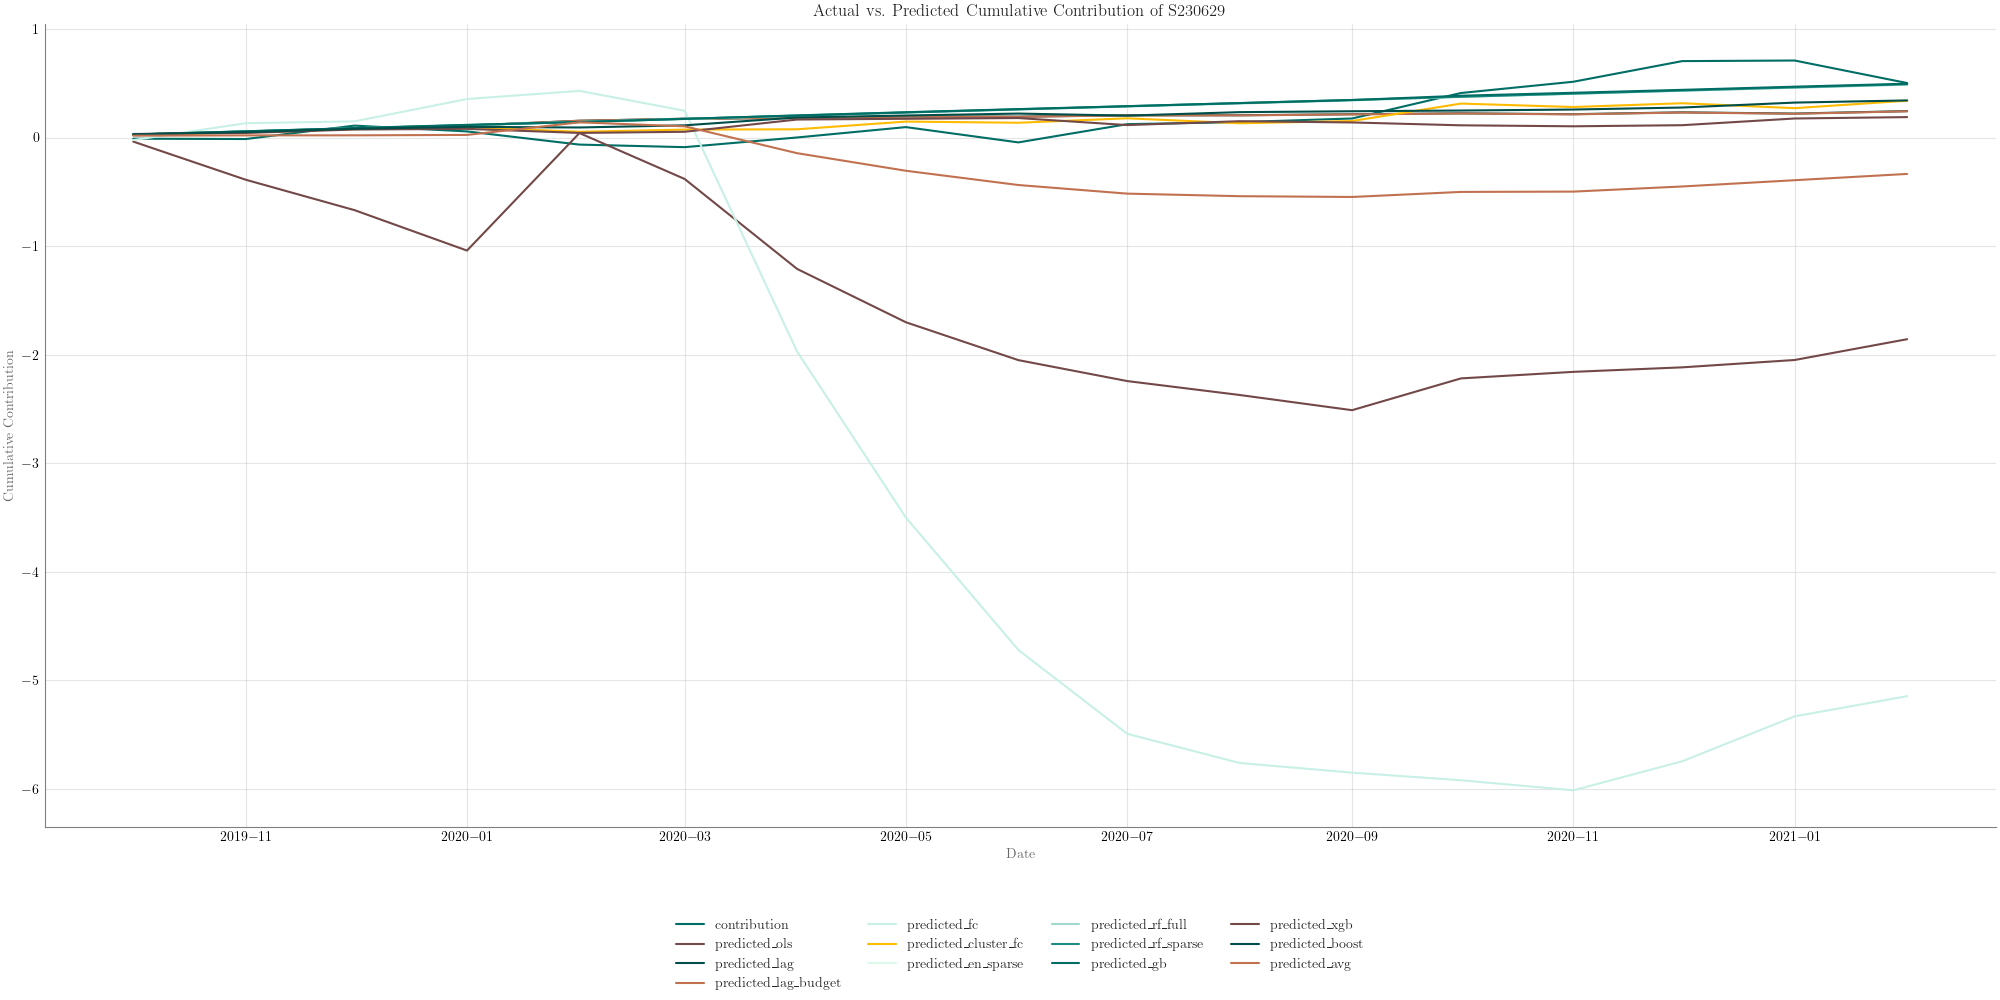 Actual vs. Predicted Cumulative Contribution of S230629
1
0
−1
−2
−3
−4
−5
−6
Cumulative Contribution
2019−11 2020−01 2020−03 2020−05 2020−07 2020−09 2020−11 2021−01
Date
contribution predicted_fc predicted_rf_full predicted_xgb
predicted_ols predicted_cluster_fc predicted_rf_sparse predicted_boost
predicted_lag predicted_en_sparse predicted_gb predicted_avg
predicted_lag_budget